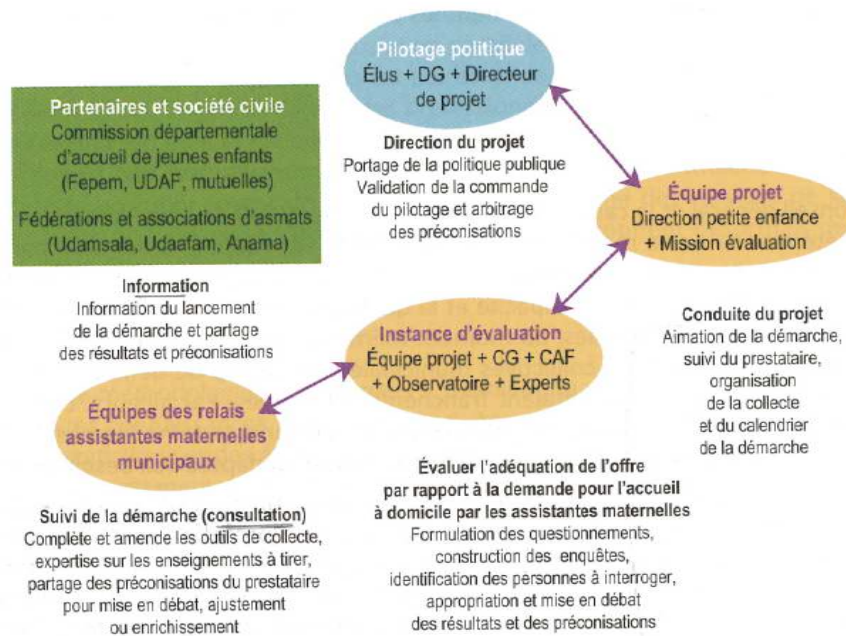 Pilotage politique
Élus + DG + Directeur
de projet
Partenaires et société civile
Commission départementale
d'accueil de jeunes enfants
(Fepem, UDAF, mutuelles)
Fédérations et associations d'asmats
(Udamsala, Udaafam, Anama)
Direction du projet
Portage de la politique publique
Validation de la commande
du pilotage et arbitrage
des préconisations
Équipe projet
Direction petite enfance
+ Mission évaluation
Information
Information du lancement
de la démarche et partage
des résultats et préconisations
Instance d'évaluation
Équipe projet + CG + CAF
+ Observatoire + Experts
Conduite du projet
Aimation de la démarche,
suivi du prestataire,
organisation
de la collecte
et du calendrier
de la démarche
Équipes des relais
assistantes maternelles
municipaux
Suivi de la démarche (consultation)
Complète et amende les outils de collecte,
expertise sur les enseignements à tirer,
partage des préconisations du prestataire
pour mise en débat, ajustement
ou enrichissement
Évaluer l'adéquation de l'offre
par rapport à la demande pour l'accueil
à domicile par les assistantes maternelles
Formulation des questionnements,
construction des enquêtes,
identification des personnes à interroger,
appropriation et mise en débat
des résultats et des préconisations